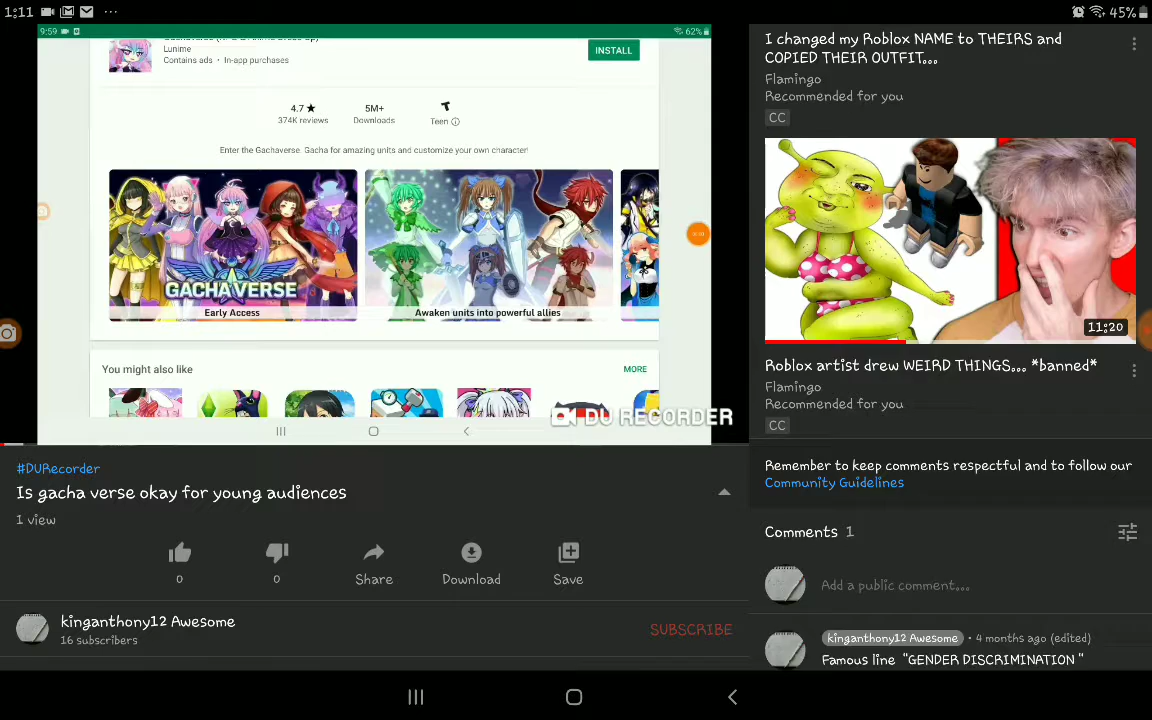 1:11
45%
9:59
62%
Lunime
Contains ads • In-app purchases
INSTALL
4.7 ★
374K reviews
5M+
Downloads
T
Teen
Enter the Gachaverse. Gacha for amazing units and customize your own character!
GACHAVERSE
Early Access
Awaken units into powerful allies
You might also like
MORE
DU RECORDER
#DURecorder
Is gacha verse okay for young audiences
1 view
0
0
Share
Download
Save
kinganthony12 Awesome
16 subscribers
SUBSCRIBE
I changed my Roblox NAME to THEIRS and
COPIED THEIR OUTFIT...
Flamingo
Recommended for you
CC
11:20
Roblox artist drew WEIRD THINGS... *banned*
Flamingo
Recommended for you
CC
Remember to keep comments respectful and to follow our
Community Guidelines
Comments 1
Add a public comment...
kinganthony12 Awesome • 4 months ago (edited)
Famous line "GENDER DISCRIMINATION "